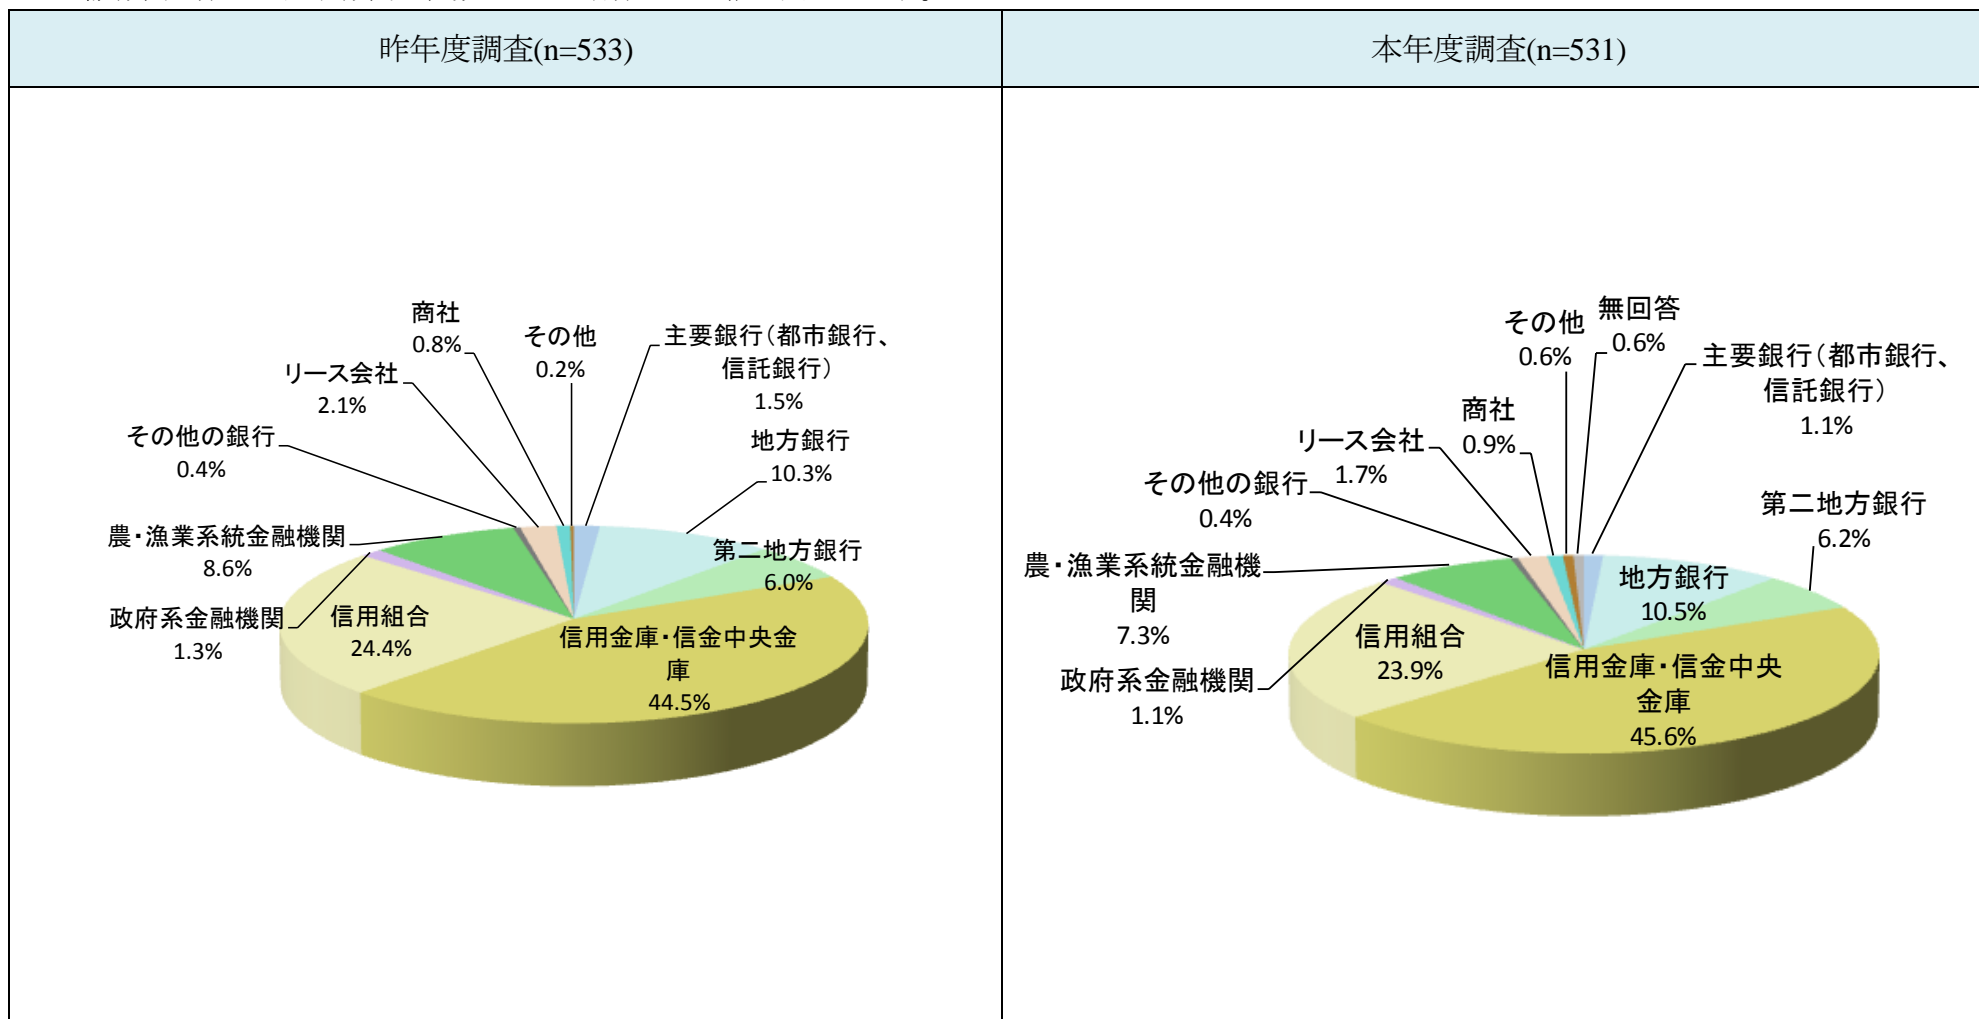 昨年度調査(n=533)
本年度調査(n=531)
商社
0.8%
その他
0.2%
主要銀行(都市銀行、
信託銀行)
1.5%
リース会社
2.1%
地方銀行
10.3%
その他の銀行
0.4%
農・漁業系統金融機関
8.6%
第二地方銀行
6.0%
政府系金融機関
1.3%
信用組合
24.4%
信用金庫・信金中央金
庫
44.5%
その他
0.6%
無回答
0.6%
主要銀行(都市銀行、
信託銀行)
1.1%
商社
0.9%
リース会社
1.7%
その他の銀行
0.4%
第二地方銀行
6.2%
農・漁業系統金融機
関
7.3%
地方銀行
10.5%
政府系金融機関
1.1%
信用組合
23.9%
信用金庫・信金中央
金庫
45.6%